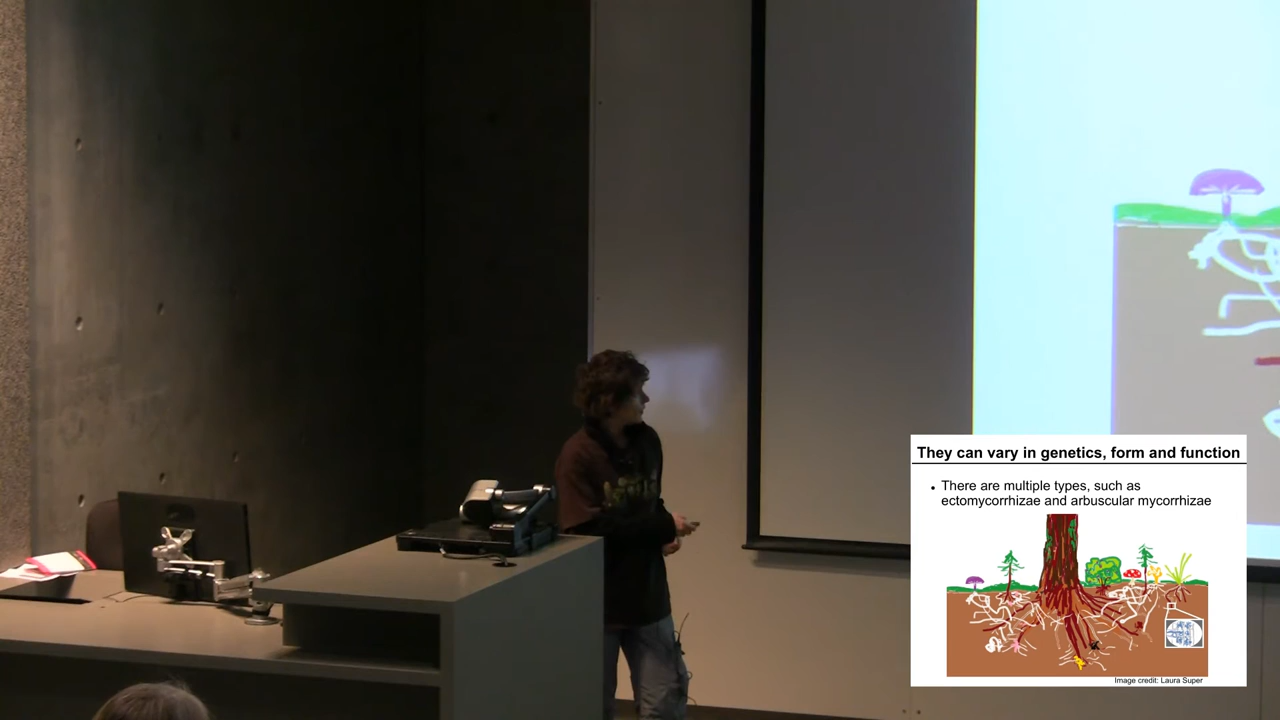 They can vary in genetics, form and function
• There are multiple types, such as
ectomycorrhizae and arbuscular mycorrhizae
Image credit: Laura Super